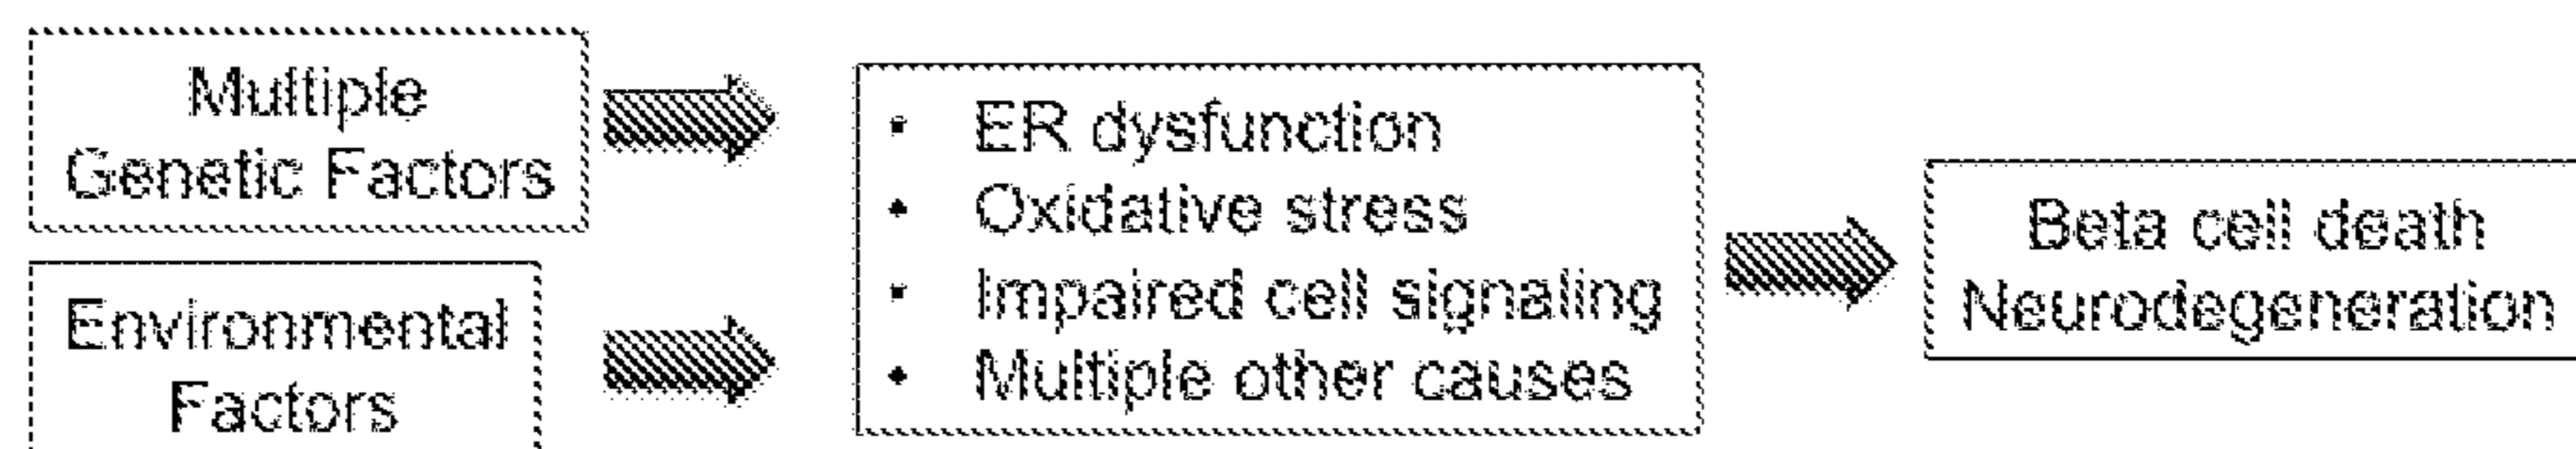 Multiple
Genetic Factors
Environmental
Factors
• ER dysfunction
• Oxidative stress
• Impaired cell signaling
• Multiple other causes
Beta cell death
Neurodegeneration